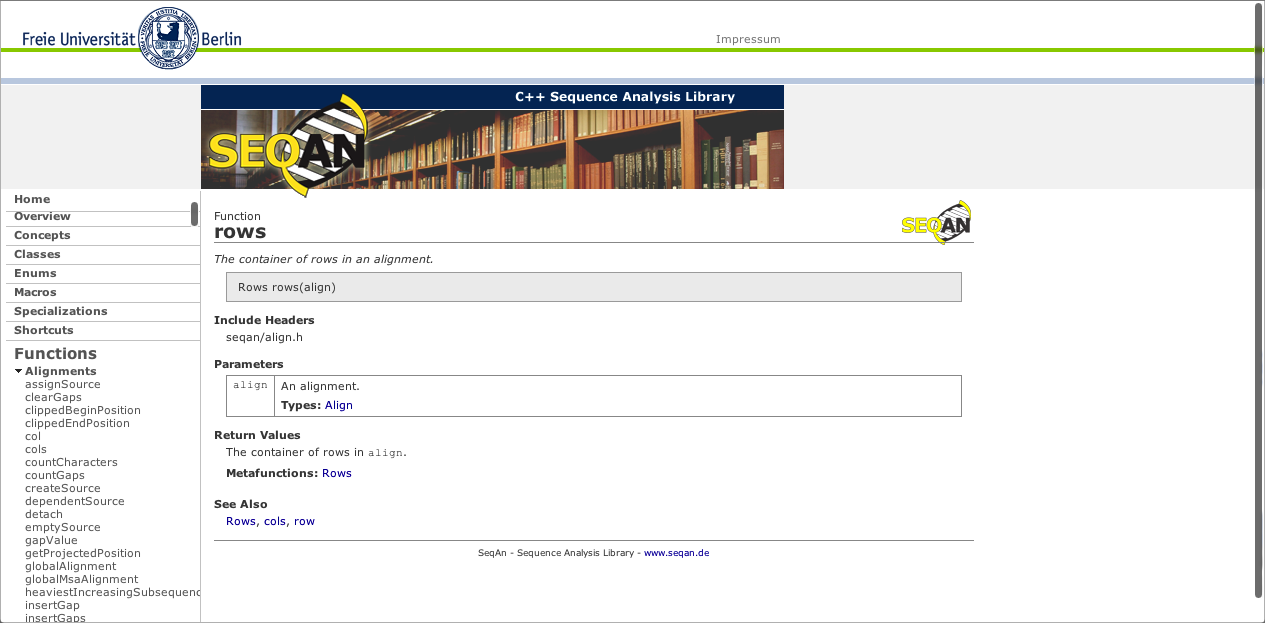 Freie Universität Berlin
Impressum
C++ Sequence Analysis Library
SEQAN
Home
Overview
Concepts
Classes
Enums
Macros
Specializations
Shortcuts
Functions
Alignments
assignSource
clearGaps
clippedBeginPosition
clippedEndPosition
col
cols
countCharacters
countGaps
createSource
dependentSource
detach
emptySource
gapValue
getProjectedPosition
globalAlignment
globalMsaAlignment
heaviestIncreasingSubsequenc
insertGap
insertGaps
Function
rows
SEQAN
The container of rows in an alignment.
Rows rows(align)
Include Headers
seqan/align.h
Parameters
align An alignment.
Types: Align
Return Values
The container of rows in align.
Metafunctions: Rows
See Also
Rows, cols, row
SeqAn - Sequence Analysis Library - www.seqan.de